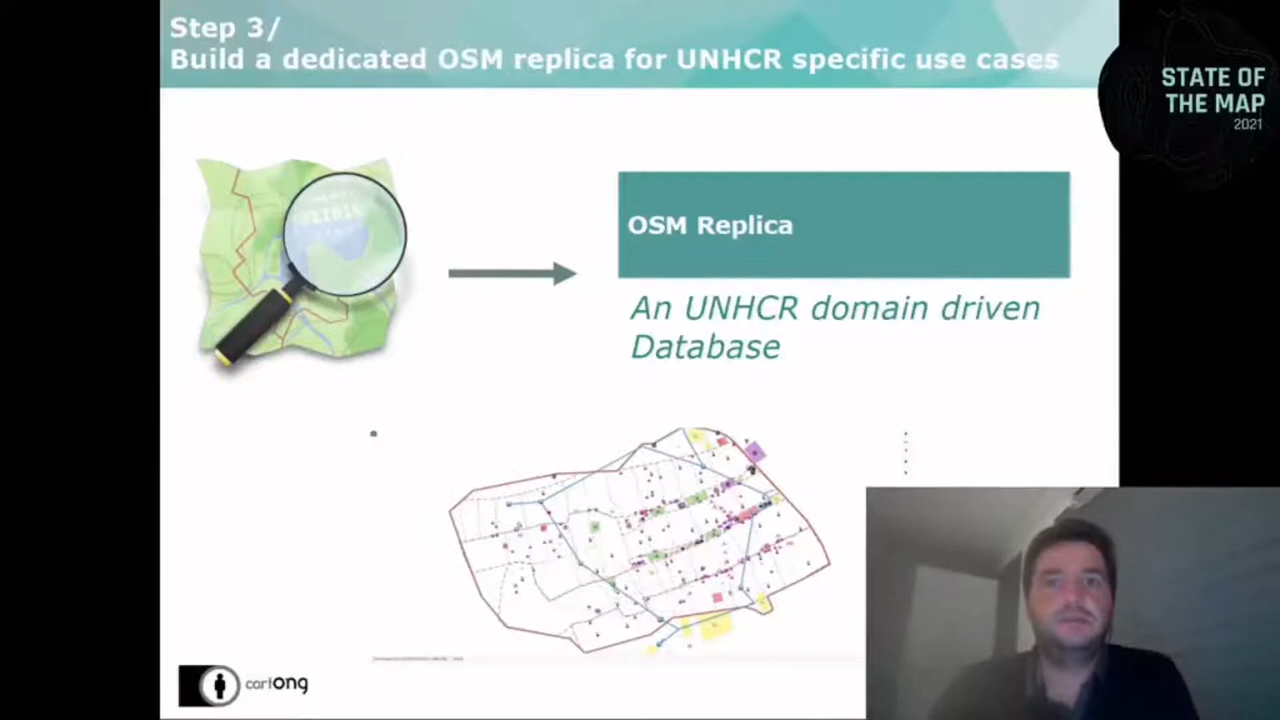 Step 3/
Build a dedicated OSM replica for UNHCR specific use cases
STATE OF
THE MAP
2021
OSM Replica
An UNHCR domain driven
Database
cartONG